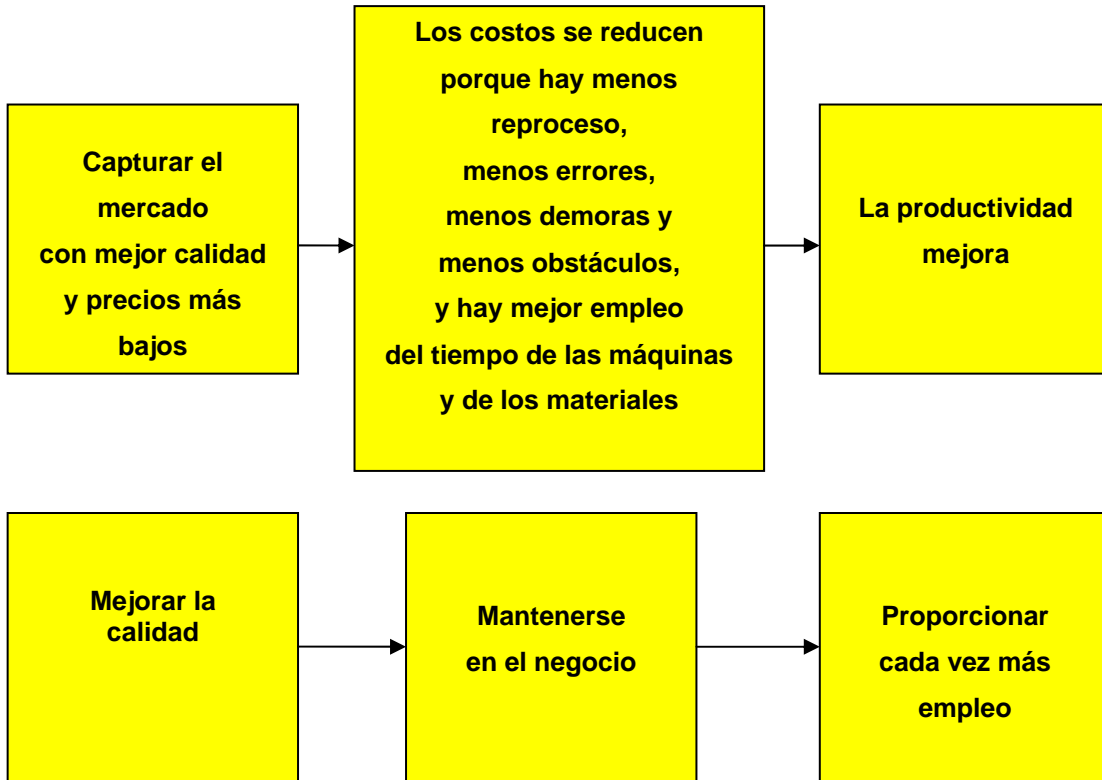 Capturar el
mercado
con mejor calidad
y precios más
bajos
Los costos se reducen
porque hay menos
reproceso,
menos errores,
menos demoras y
menos obstáculos,
y hay mejor empleo
del tiempo de las máquinas
y de los materiales
La productividad
mejora
Mejorar la
calidad
Mantenerse
en el negocio
Proporcionar
cada vez más
empleo